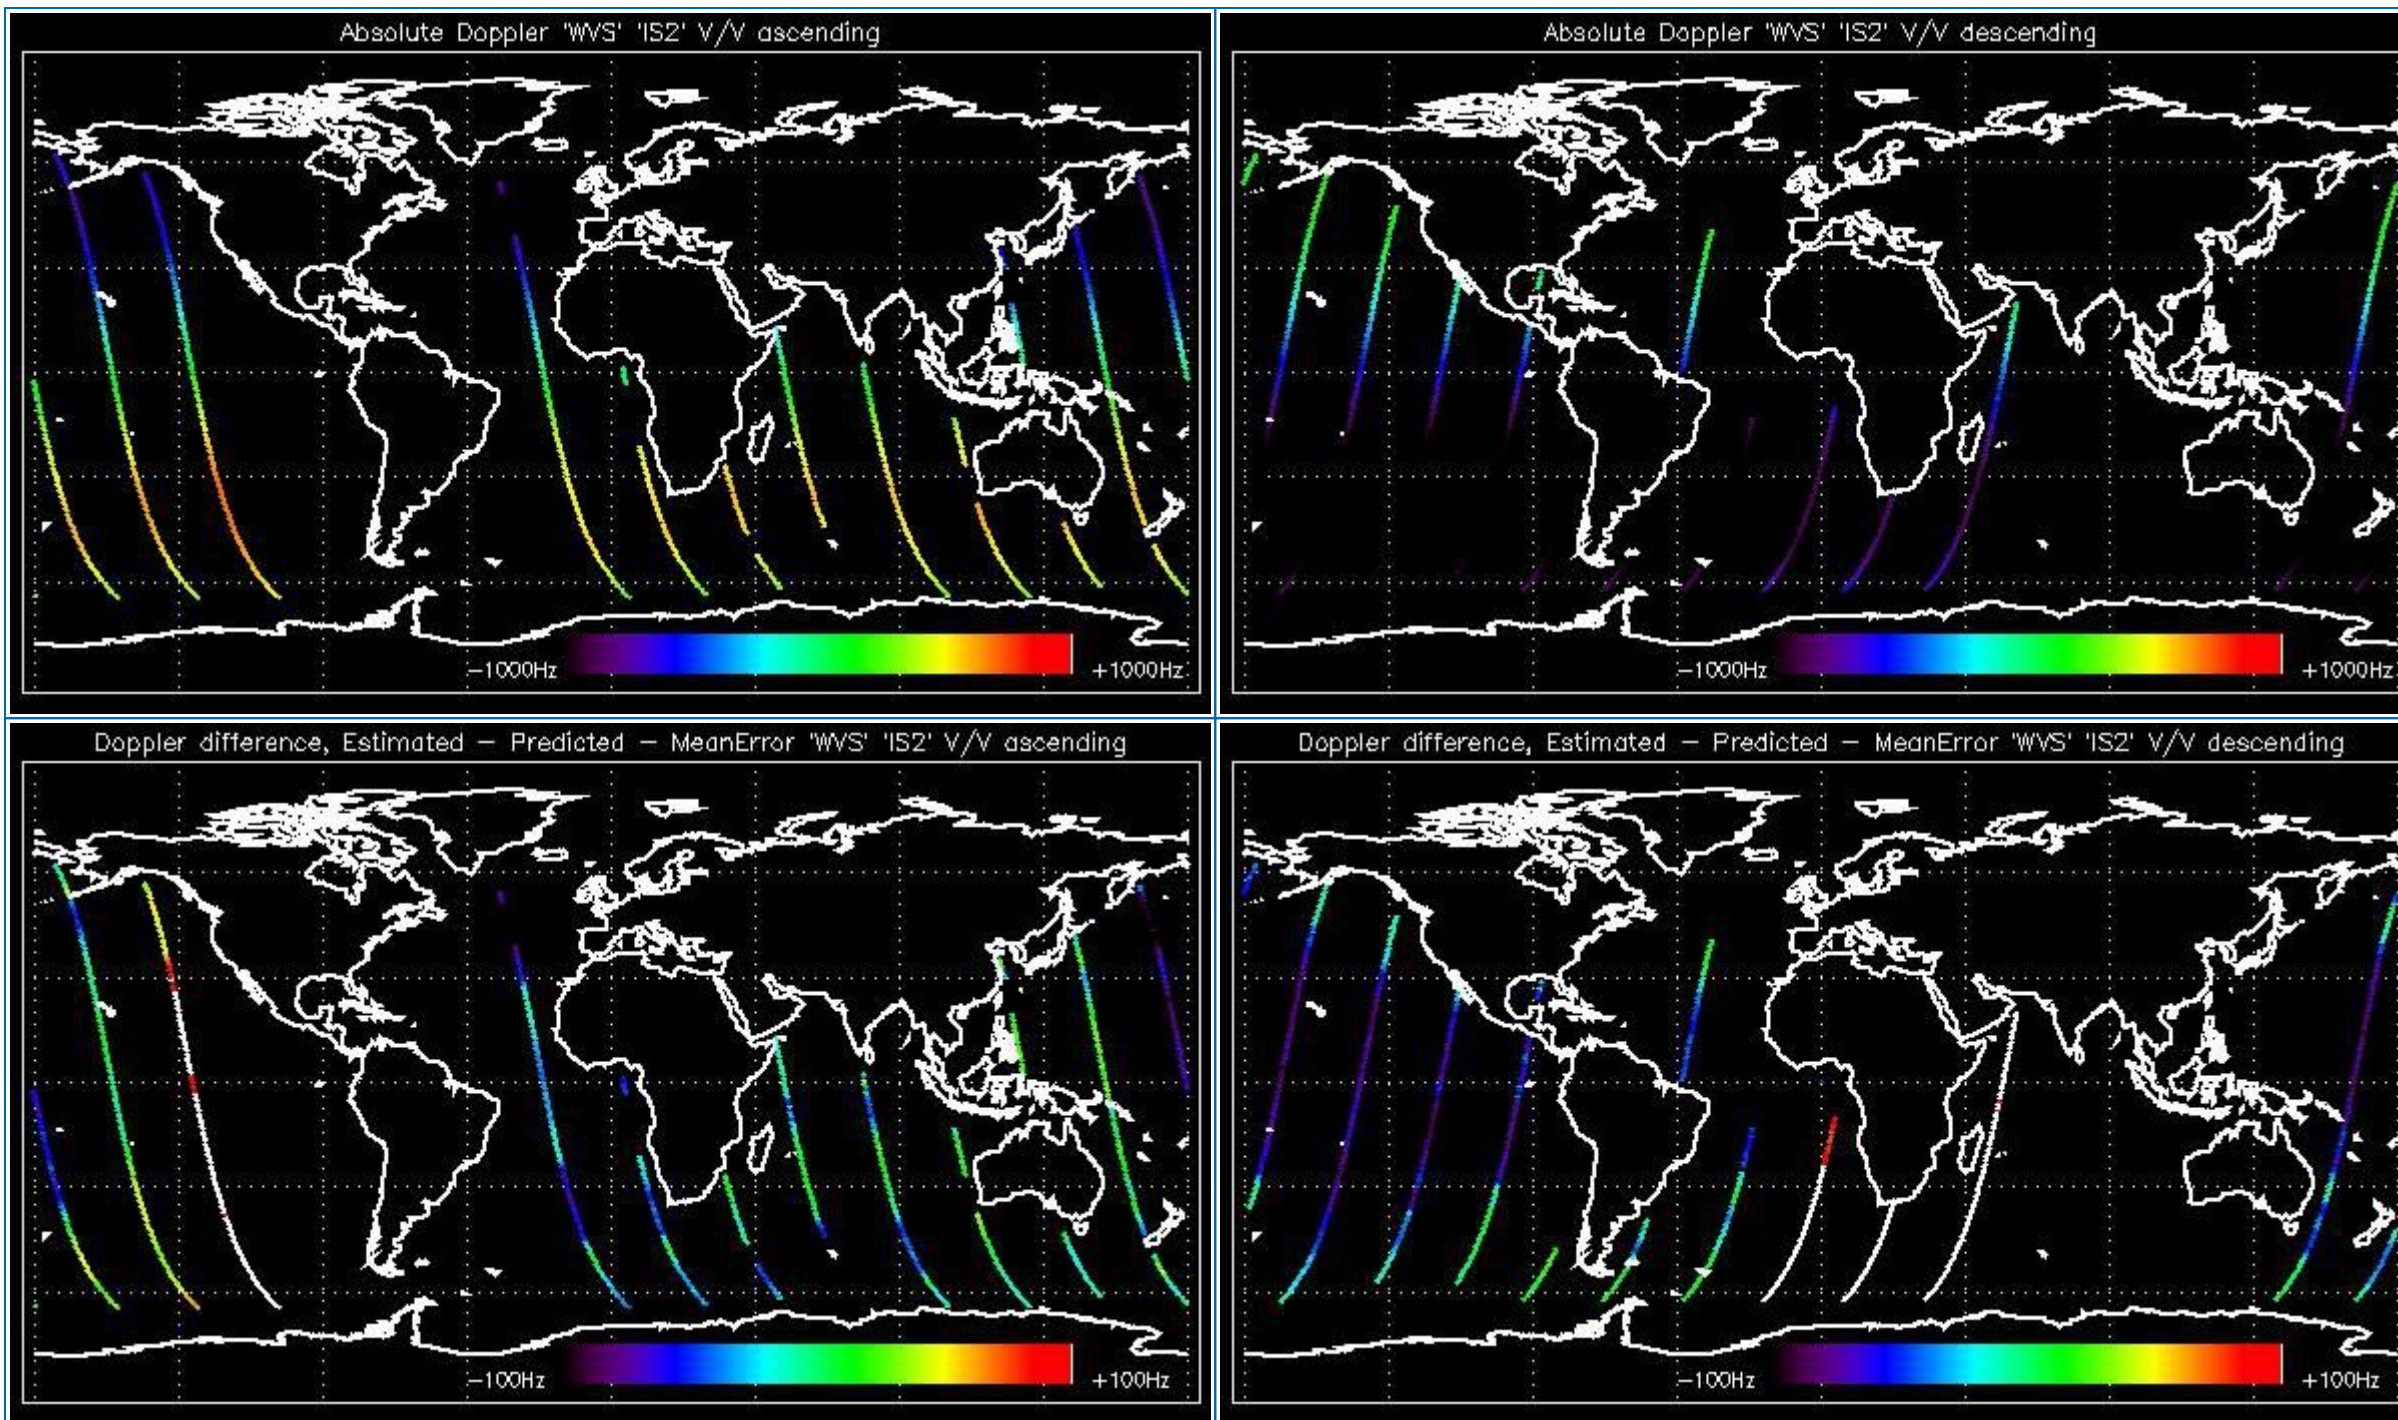 Absolute Doppler 'WVS' 'IS2' V/V ascending
-1000Hz
+1000Hz
Absolute Doppler 'WVS' 'IS2' V/V descending
-1000Hz
+1000Hz
Doppler difference, Estimated - Predicted - MeanError 'WVS' 'IS2' V/V ascending
-100Hz
+100Hz
Doppler difference, Estimated - Predicted - MeanError 'WVS' 'IS2' V/V descending
-100Hz
+100Hz